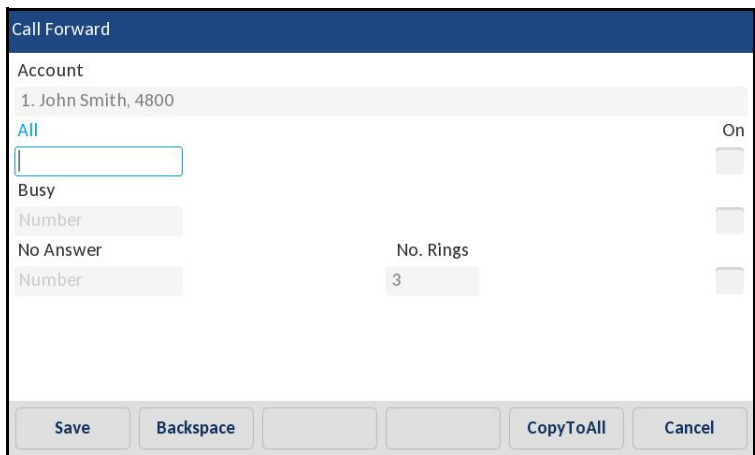 Call Forward
Account
1. John Smith, 4800
All On
Busy
Number
No Answer No. Rings
Number 3
Save Backspace CopyToAll Cancel